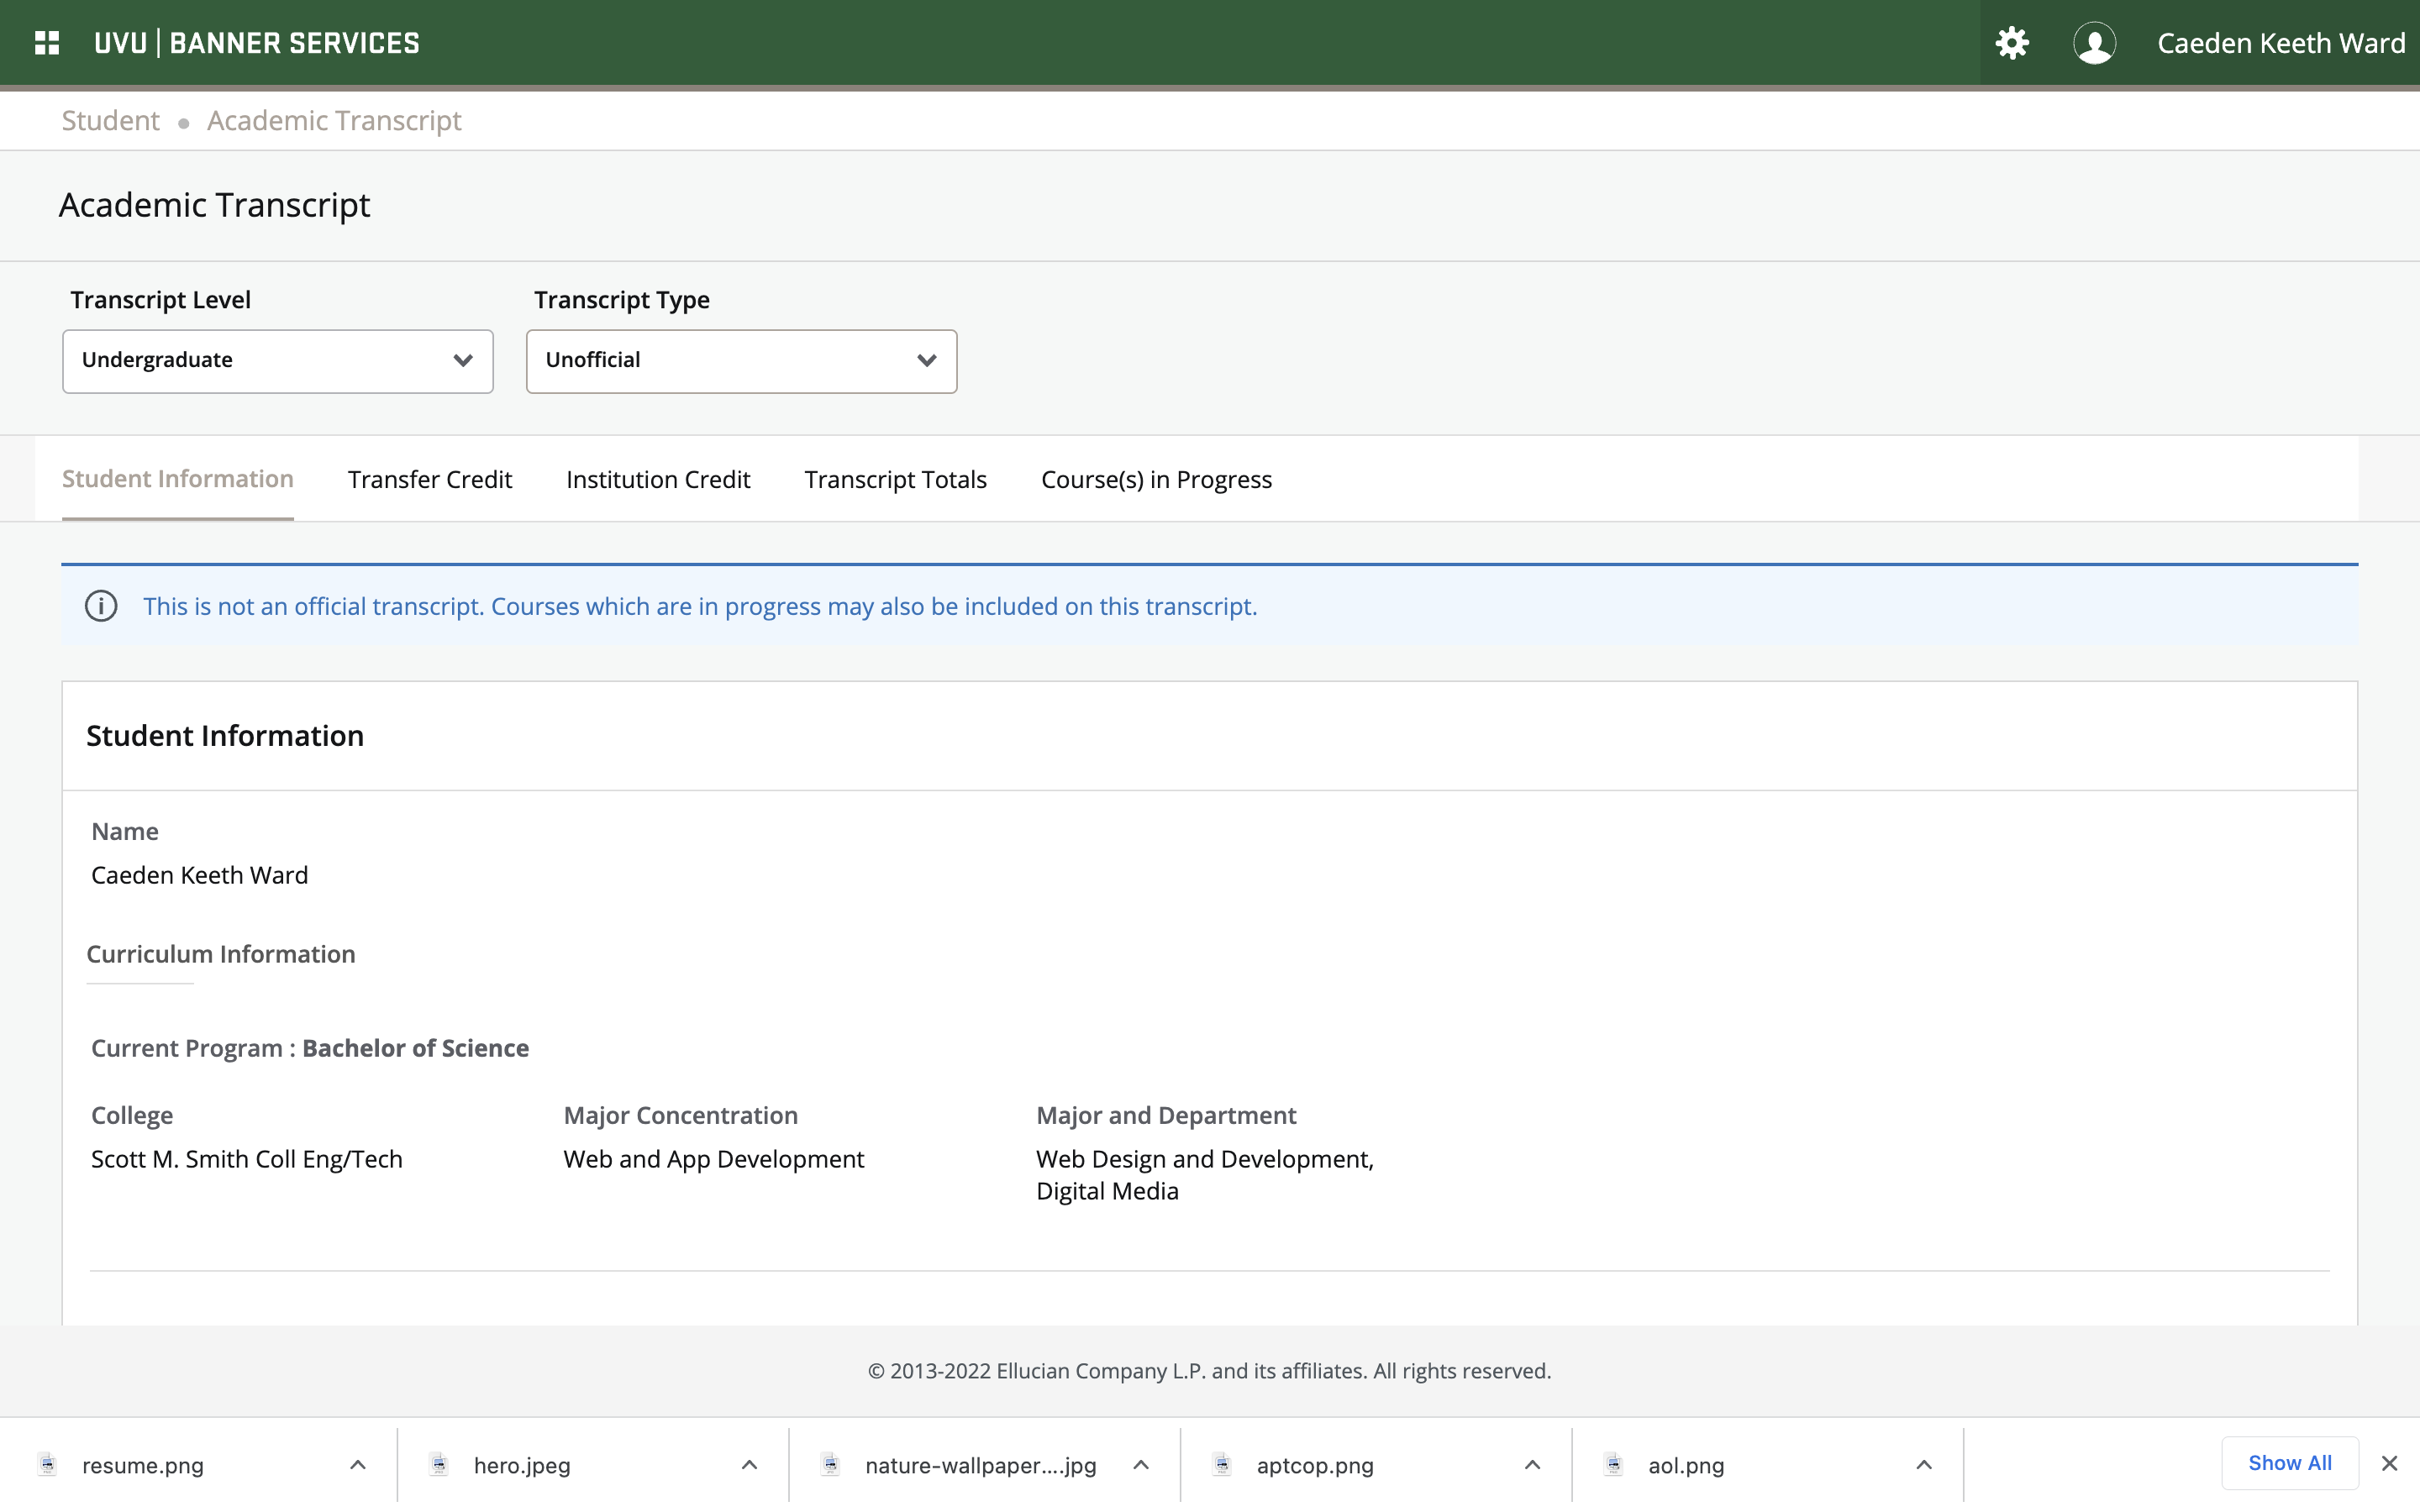 UVU | BANNER SERVICES
Caeden Keeth Ward
Student • Academic Transcript
Academic Transcript
Transcript Level
Transcript Type
Undergraduate
Unofficial
Student Information
Transfer Credit
Institution Credit
Transcript Totals
Course(s) in Progress
This is not an official transcript. Courses which are in progress may also be included on this transcript.
Student Information
Name
Caeden Keeth Ward
Curriculum Information
Current Program : Bachelor of Science
College
Major Concentration
Major and Department
Scott M. Smith Coll Eng/Tech
Web and App Development
Web Design and Development,
Digital Media
© 2013-2022 Ellucian Company L.P. and its affiliates. All rights reserved.
resume.png
hero.jpeg
nature-wallpaper....jpg
aptcop.png
aol.png
Show All